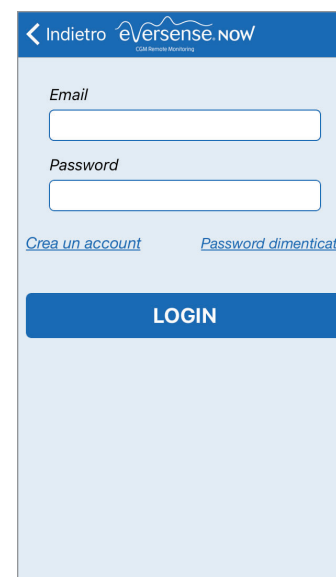 Indietro eversense. NOW
CGM Remote Monitoring
Email
Password
Crea un account Password dimenticat
LOGIN